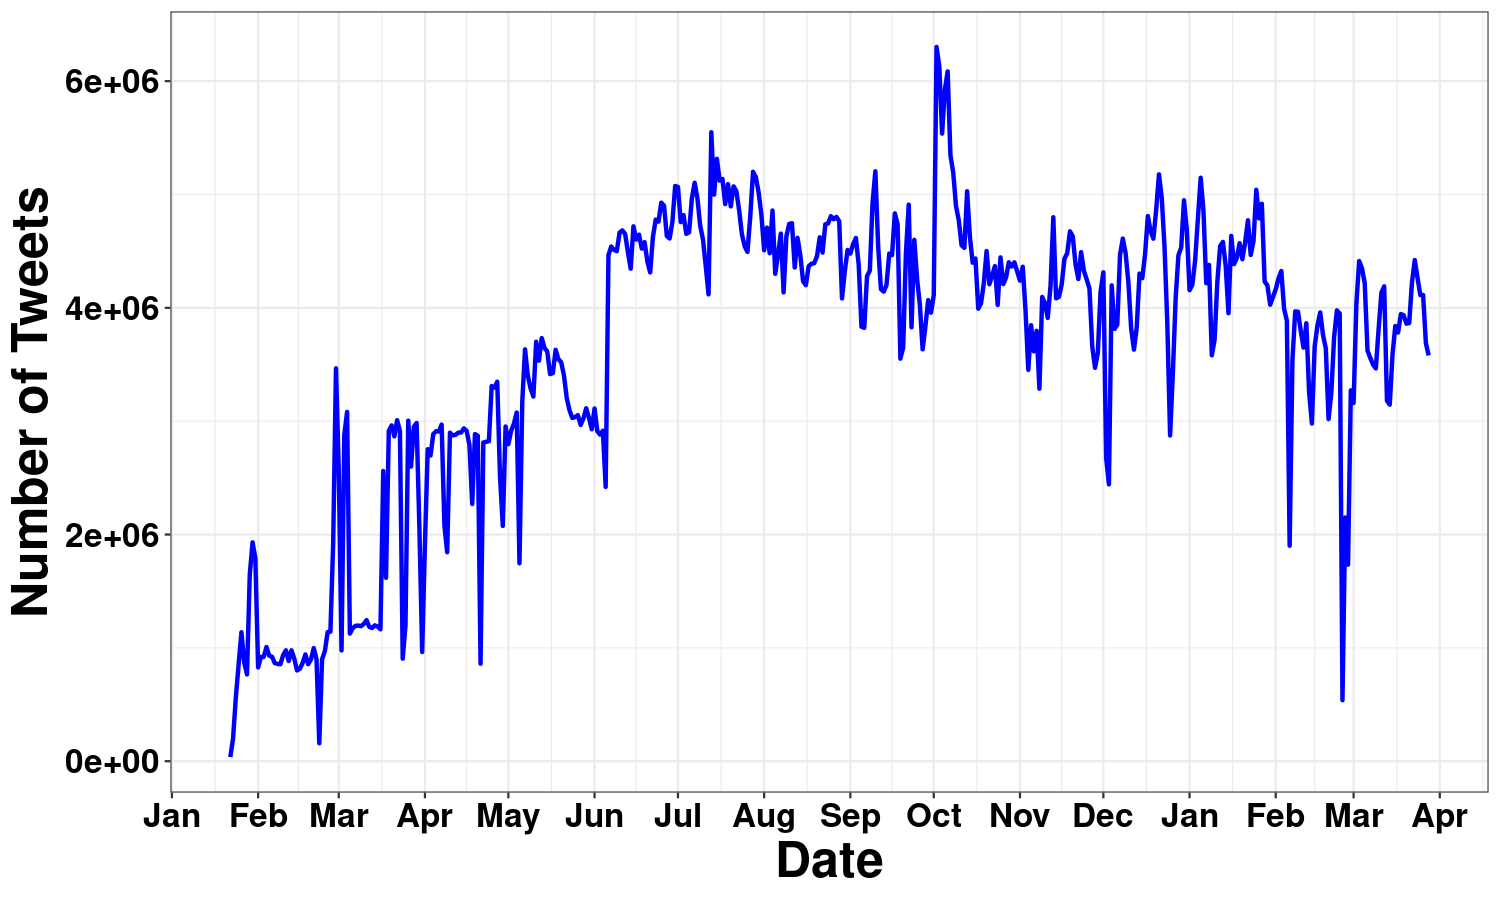 Number of Tweets
6e+06
4e+06
2e+06
0e+00
Jan Feb Mar Apr May Jun Jul Aug Sep Oct Nov Dec Jan Feb Mar Apr
Date